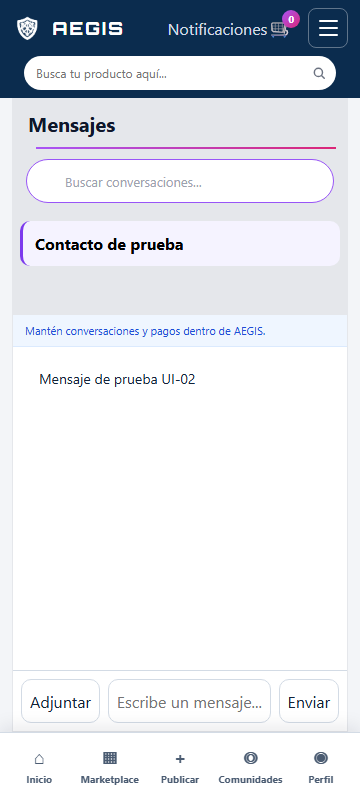 AEGIS
Notificaciones 0
Busca tu producto aquí...
Mensajes
Buscar conversaciones...
Contacto de prueba
Mantén conversaciones y pagos dentro de AEGIS.
Mensaje de prueba UI-02
Adjuntar Escribe un mensaje... Enviar
Inicio Marketplace Publicar Comunidades Perfil